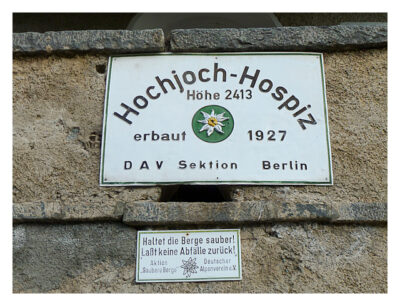 Hochjoch-Hospiz
Höhe 2413
erbaut 1927
DAV Sektion Berlin
Haltet die Berge sauber!
Laßt keine Abfälle zurück!
Aktion Deutscher
„Saubere Berge" Alpenverein e.V.